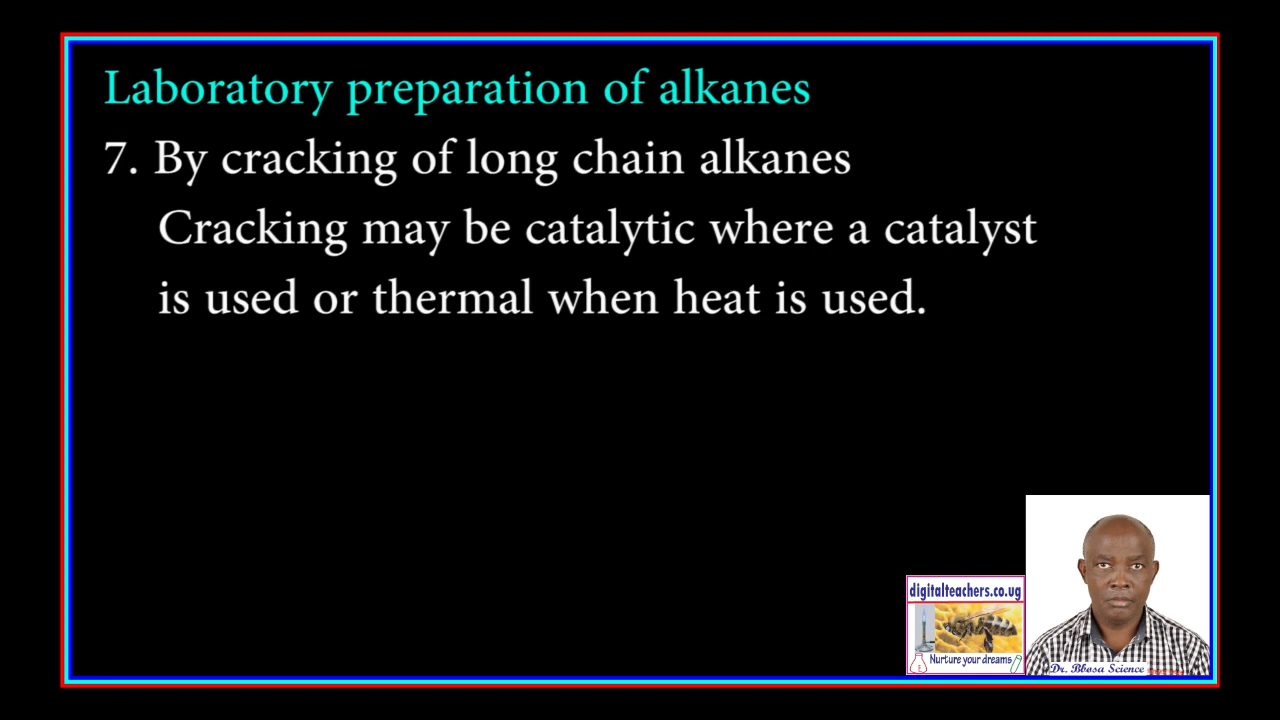 Laboratory preparation of alkanes
7. By cracking of long chain alkanes
Cracking may be catalytic where a catalyst
is used or thermal when heat is used.
digitalteachers.co.ug
Nurture your dreams
Dr. Bbosa Science